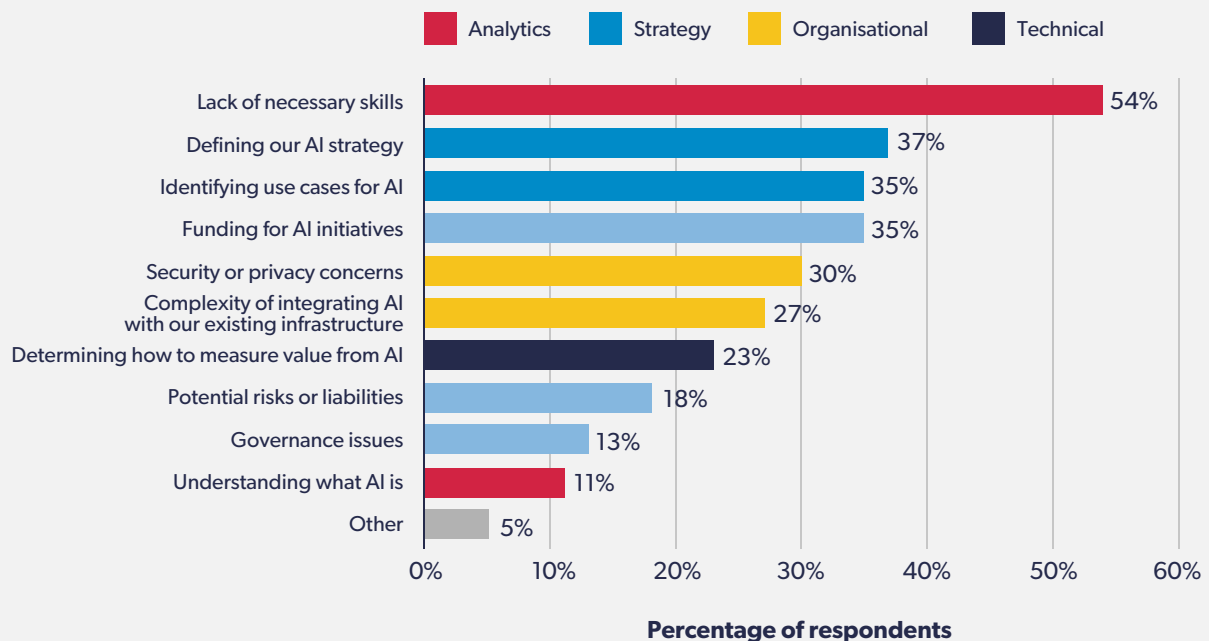 Analytics Strategy Organisational Technical
Lack of necessary skills 54%
Defining our AI strategy 37%
Identifying use cases for AI 35%
Funding for AI initiatives 35%
Security or privacy concerns 30%
Complexity of integrating AI
with our existing infrastructure 27%
Determining how to measure value from AI 23%
Potential risks or liabilities 18%
Governance issues 13%
Understanding what AI is 11%
Other 5%
0% 10% 20% 30% 40% 50% 60%
Percentage of respondents